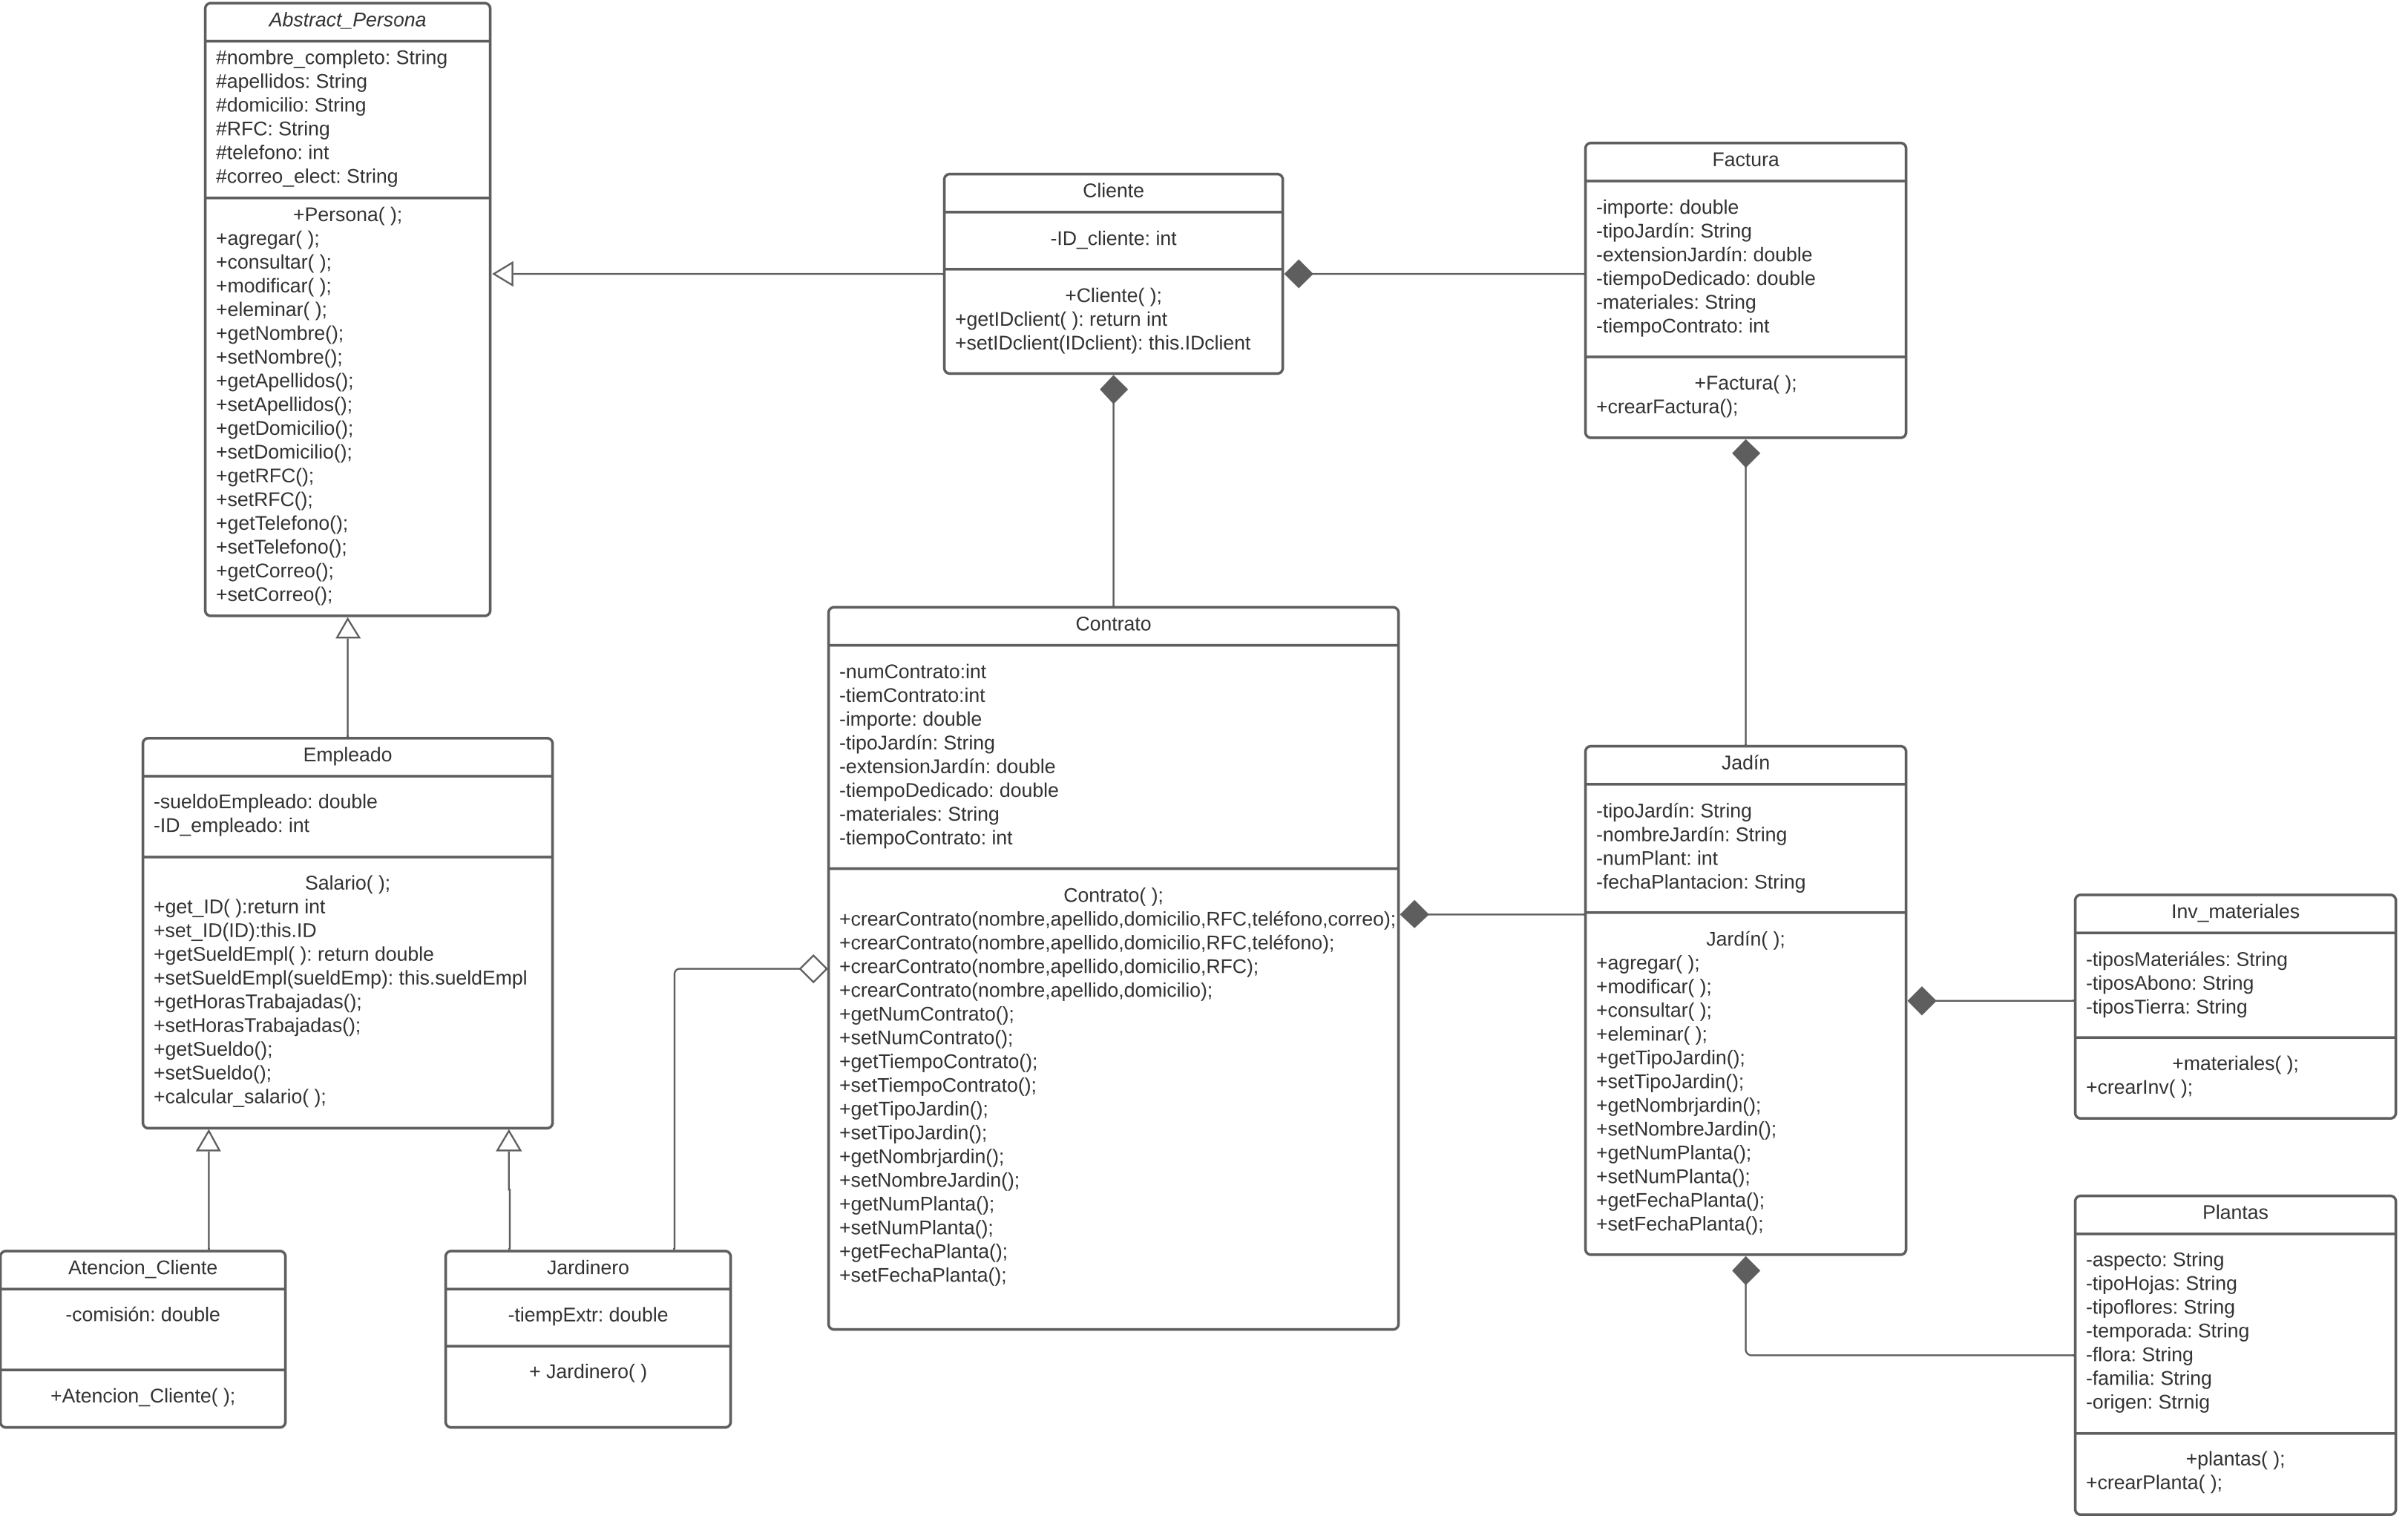 Abstract_Persona
#nombre_completo: String
#apellidos: String
#domicilio: String
#RFC: String
#telefono: int
#correo_elect: String
+Persona( );
+agregar( );
+consultar( );
+modificar( );
+eleminar( );
+getNombre();
+setNombre();
+getApellidos();
+setApellidos();
+getDomicilio();
+setDomicilio();
+getRFC();
+setRFC();
+getTelefono();
+setTelefono();
+getCorreo();
+setCorreo();
Cliente
-ID_cliente: int
+Cliente( );
+getIDclient( ): return int
+setIDclient(IDclient): this.IDclient
Factura
-importe: double
-tipoJardín: String
-extensionJardín: double
-tiempoDedicado: double
-materiales: String
-tiempoContrato: int
+Factura( );
+crearFactura();
Empleado
-sueldoEmpleado: double
-ID_empleado: int
Salario( );
+get_ID( ):return int
+set_ID(ID):this.ID
+getSueldEmpl( ): return double
+setSueldEmpl(sueldEmp): this.sueldEmpl
+getHorasTrabajadas();
+setHorasTrabajadas();
+getSueldo();
+setSueldo();
+calcular_salario( );
Contrato
-numContrato:int
-tiemContrato:int
-importe: double
-tipoJardín: String
-extensionJardín: double
-tiempoDedicado: double
-materiales: String
-tiempoContrato: int
Contrato( );
+crearContrato(nombre,apellido,domicilio,RFC,teléfono,correo);
+crearContrato(nombre,apellido,domicilio,RFC,teléfono);
+crearContrato(nombre,apellido,domicilio,RFC);
+crearContrato(nombre,apellido,domicilio);
+getNumContrato();
+setNumContrato();
+getTiempoContrato();
+setTiempoContrato();
+getTipoJardin();
+setTipoJardin();
+getNombrjardin();
+setNombreJardin();
+getNumPlanta();
+setNumPlanta();
+getFechaPlanta();
+setFechaPlanta();
Jadín
-tipoJardín: String
-nombreJardín: String
-numPlant: int
-fechaPlantacion: String
Jardín( );
+agregar( );
+modificar( );
+consultar( );
+eleminar( );
+getTipoJardin();
+setTipoJardin();
+getNombrjardin();
+setNombreJardin();
+getNumPlanta();
+setNumPlanta();
+getFechaPlanta();
+setFechaPlanta();
Inv_materiales
-tiposMateriáles: String
-tiposAbono: String
-tiposTierra: String
+materiales( );
+crearInv( );
Plantas
-aspecto: String
-tipoHojas: String
-tipoflores: String
-temporada: String
-flora: String
-familia: String
-origen: Strnig
+plantas( );
+crearPlanta( );
Atencion_Cliente
-comisión: double
+Atencion_Cliente( );
Jardinero
-tiempExtr: double
+ Jardinero( )